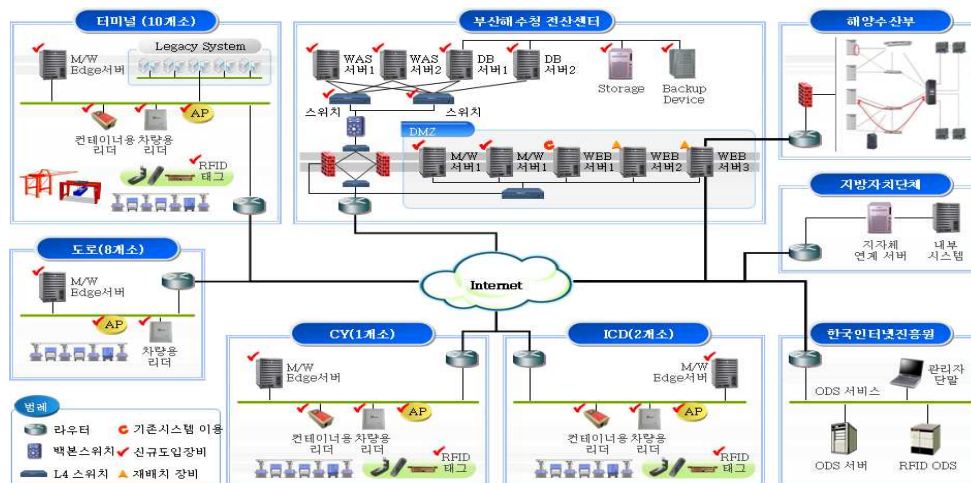 터미널 (10개소)
Legacy System
M/W
Edge서버
컨테이너용
리더
차량용
리더
AP
RFID
태그
부산해수청 전산센터
WAS
서버1
WAS
서버2
DB
서버1
DB
서버2
Storage
Backup
Device
스위치
스위치
DMZ
M/W
서버1
M/W
서버1
WEB
서버1
WEB
서버2
WEB
서버3
해양수산부
지방자치단체
지자체
연계 서버
내부
시스템
도로(8개소)
M/W
Edge서버
AP
차량용
리더
Internet
CY(1개소)
M/W
Edge서버
컨테이너용
리더
차량용
리더
AP
RFID
태그
ICD(2개소)
M/W
Edge서버
컨테이너용
리더
차량용
리더
AP
RFID
태그
한국인터넷진흥원
ODS 서비스
관리자
단말
ODS 서버
RFID ODS
범례
라우터
기존시스템 이용
백본스위치
신규도입장비
L4 스위치
재배치 장비